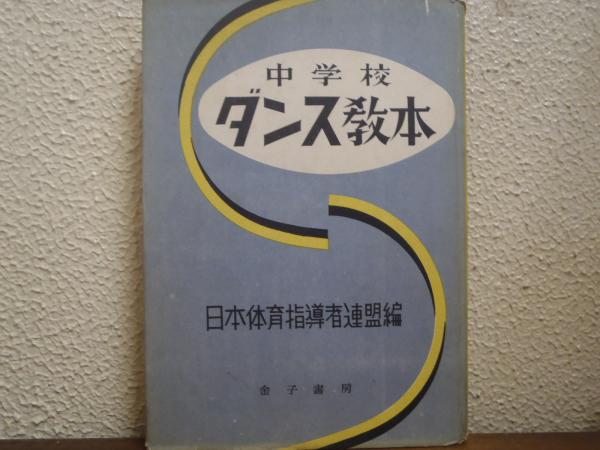 中学校
ダンス教本
日本体育指導者連盟編
金子書房